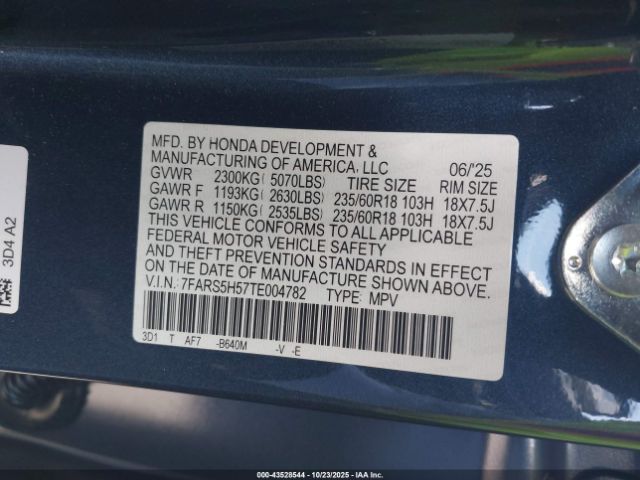 MFD. BY HONDA DEVELOPMENT &
MANUFACTURING OF AMERICA, LLC 06/'25
GVWR 2300KG( 5070LBS) TIRE SIZE RIM SIZE
GAWR F 1193KG( 2630LBS) 235/60R18 103H 18X7.5J
GAWR R 1150KG( 2535LBS) 235/60R18 103H 18X7.5J
THIS VEHICLE CONFORMS TO ALL APPLICABLE
FEDERAL MOTOR VEHICLE SAFETY
AND THEFT PREVENTION STANDARDS IN EFFECT
ON THE DATE OF MANUFACTURE SHOWN ABOVE.
V.I.N.: 7FARS5H57TE004782 TYPE: MPV
3D1 T AF7 -B640M -V -E
3D4 A2
000-43528544 - 10/23/2025 - IAA Inc.